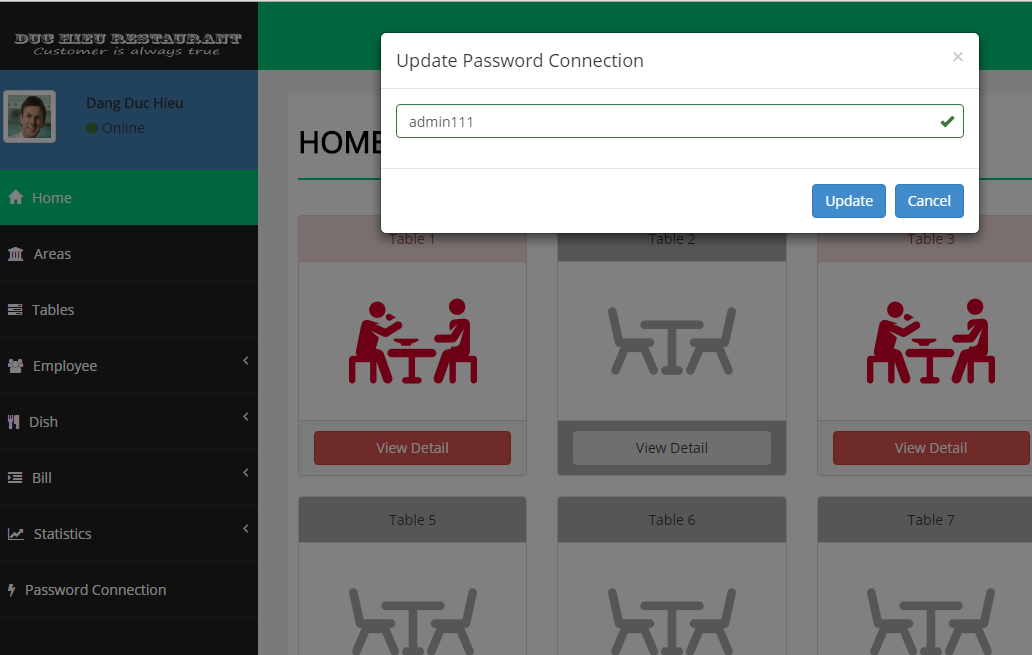 DUC HIEU RESTAURANT
Customer is always true
Dang Duc Hieu
Online
Home
Areas
Tables
Employee
Dish
Bill
Statistics
Password Connection
Update Password Connection
×
admin111
Update
Cancel
HOME
Table 1
Table 2
Table 3
View Detail
View Detail
View Detail
Table 5
Table 6
Table 7